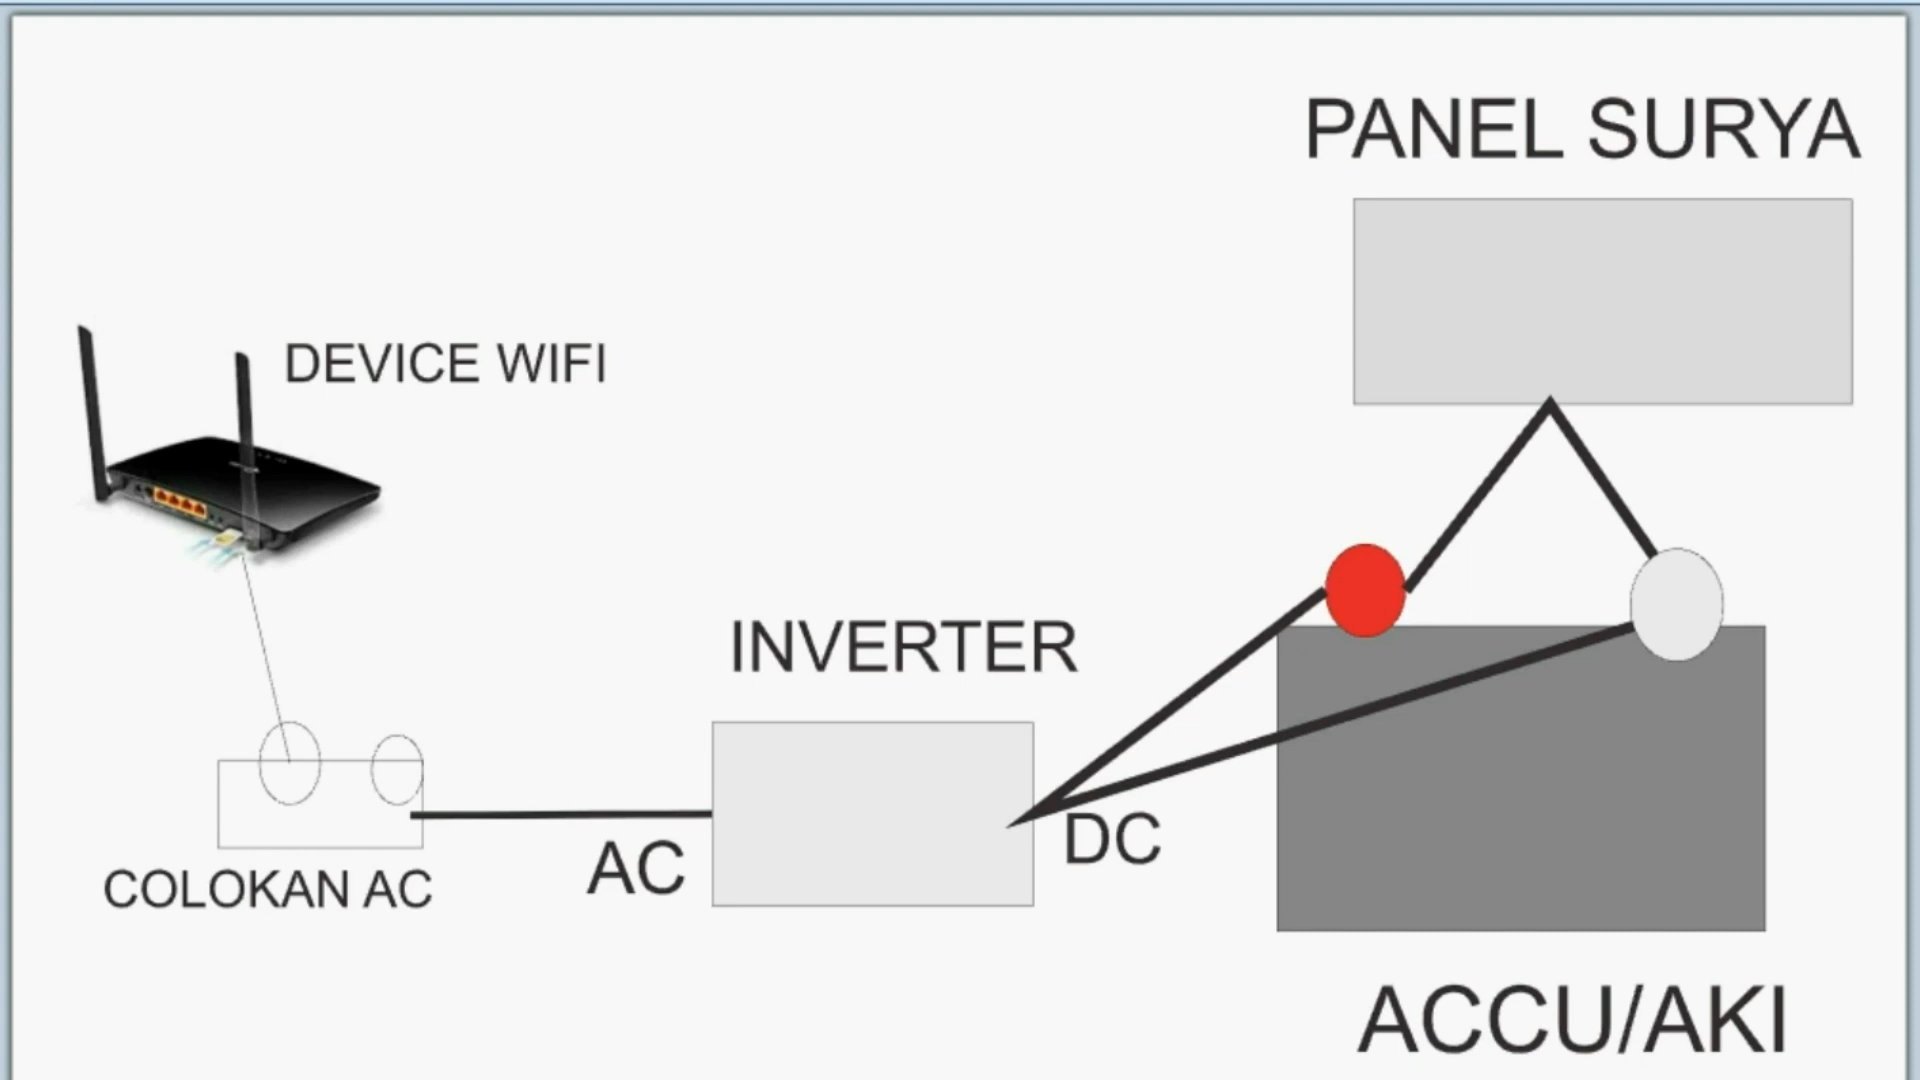 PANEL SURYA
DEVICE WIFI
INVERTER
DC
AC
COLOKAN AC
ACCU/AKI